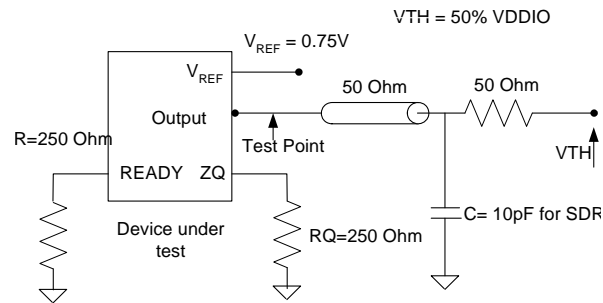 VTH = 50% VDDIO
VREF = 0.75V
VREF
50 Ohm
50 Ohm
Output
R=250 Ohm
Test Point
VTH
READY
ZQ
C= 10pF for SDR
Device under
test
RQ=250 Ohm